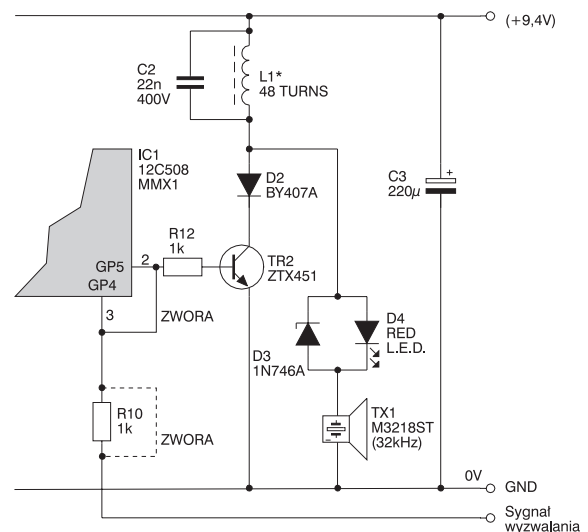 (+9,4V)
C2
22n
400V
L1*
48 TURNS
IC1
12C508
MMX1
D2
BY407A
C3
220µ
+
R12
1k
GP5
2
TR2
ZTX451
GP4
3
ZWORA
D4
RED
L.E.D.
D3
1N746A
R10
1k
ZWORA
TX1
M3218ST
(32kHz)
–
0V
GND
Sygnał
wyzwalania